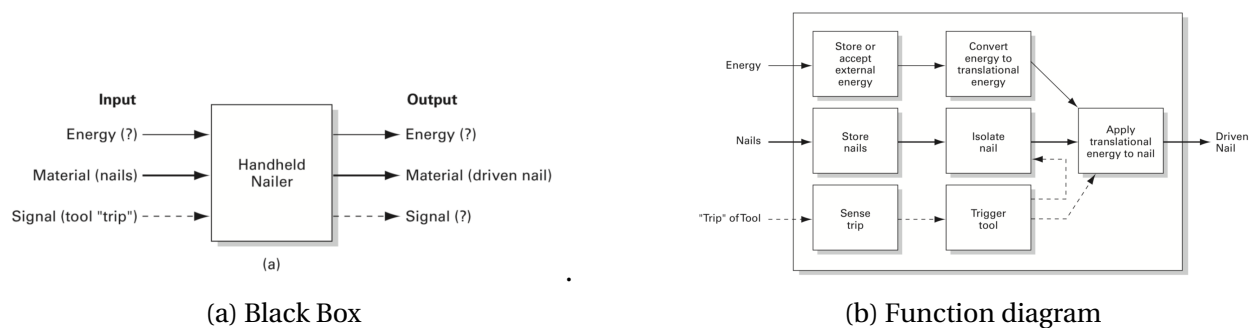 Input
Output
Energy (?)
Energy (?)
Material (nails)
Handheld
Nailer
Material (driven nail)
Signal (tool "trip")
Signal (?)
(a)
.
(a) Black Box
Energy
Store or
accept
external
energy
Convert
energy to
translational
energy
Nails
Store
nails
Isolate
nail
Apply
translational
energy to nail
Driven
Nail
"Trip" of Tool
Sense
trip
Trigger
tool
(b) Function diagram